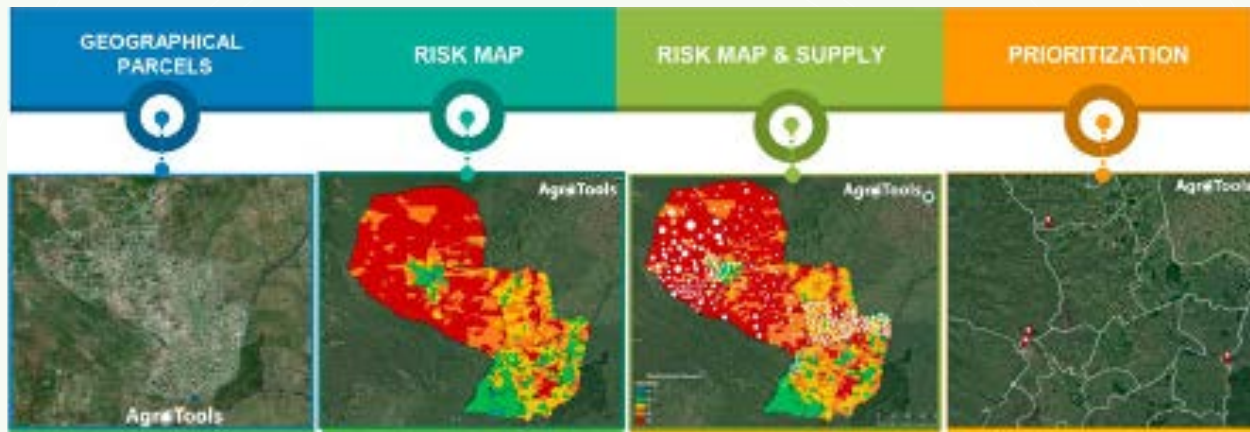 GEOGRAPHICAL
PARCELS
RISK MAP
RISK MAP & SUPPLY
PRIORITIZATION
AgroTools
AgroTools
AgroTools
AgroTools